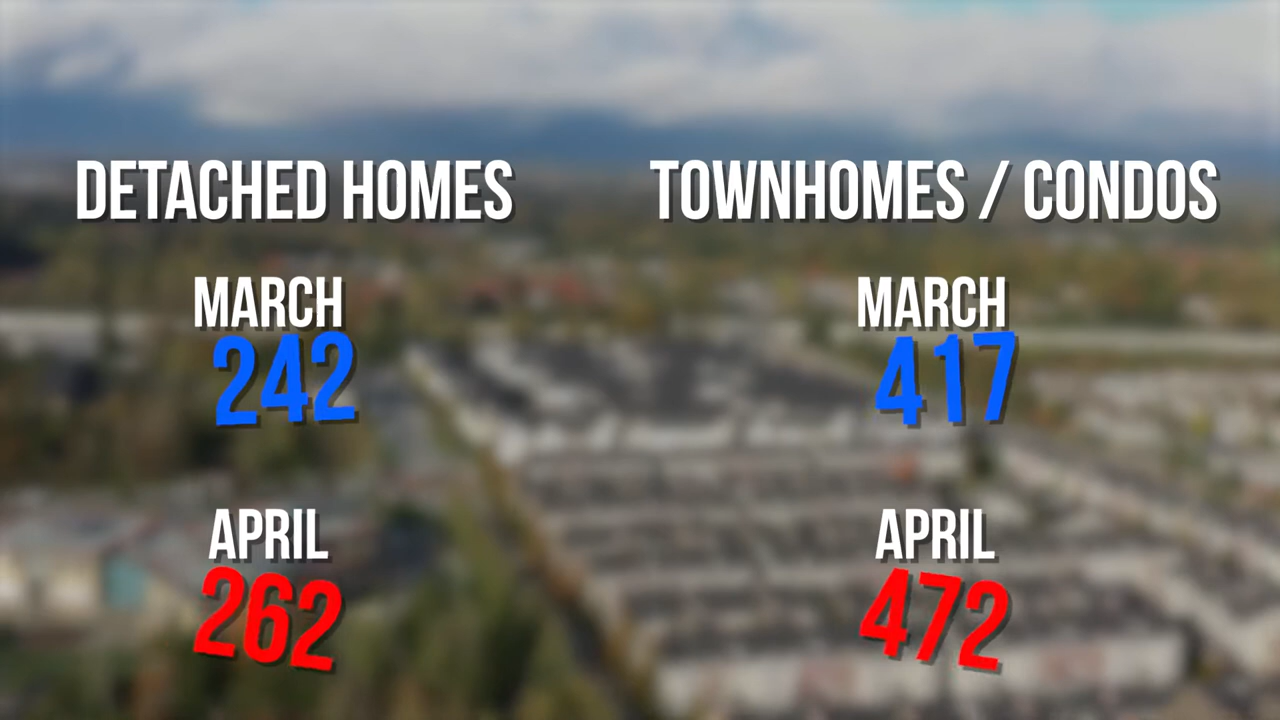 DETACHED HOMES
MARCH
242
APRIL
262
TOWNHOMES / CONDOS
MARCH
417
APRIL
472